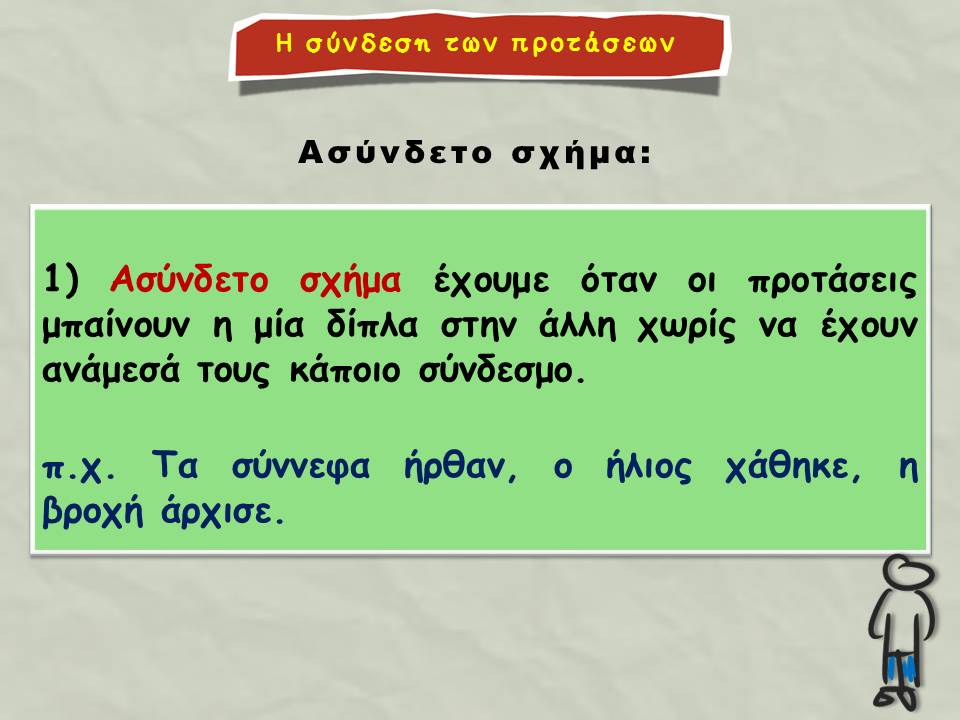 Η σύνδεση των προτάσεων
Ασύνδετο σχήμα:
1) Ασύνδετο σχήμα έχουμε όταν οι προτάσεις
μπαίνουν η μία δίπλα στην άλλη χωρίς να έχουν
ανάμεσά τους κάποιο σύνδεσμο.
π.χ. Τα σύννεφα ήρθαν, ο ήλιος χάθηκε, η
βροχή άρχισε.